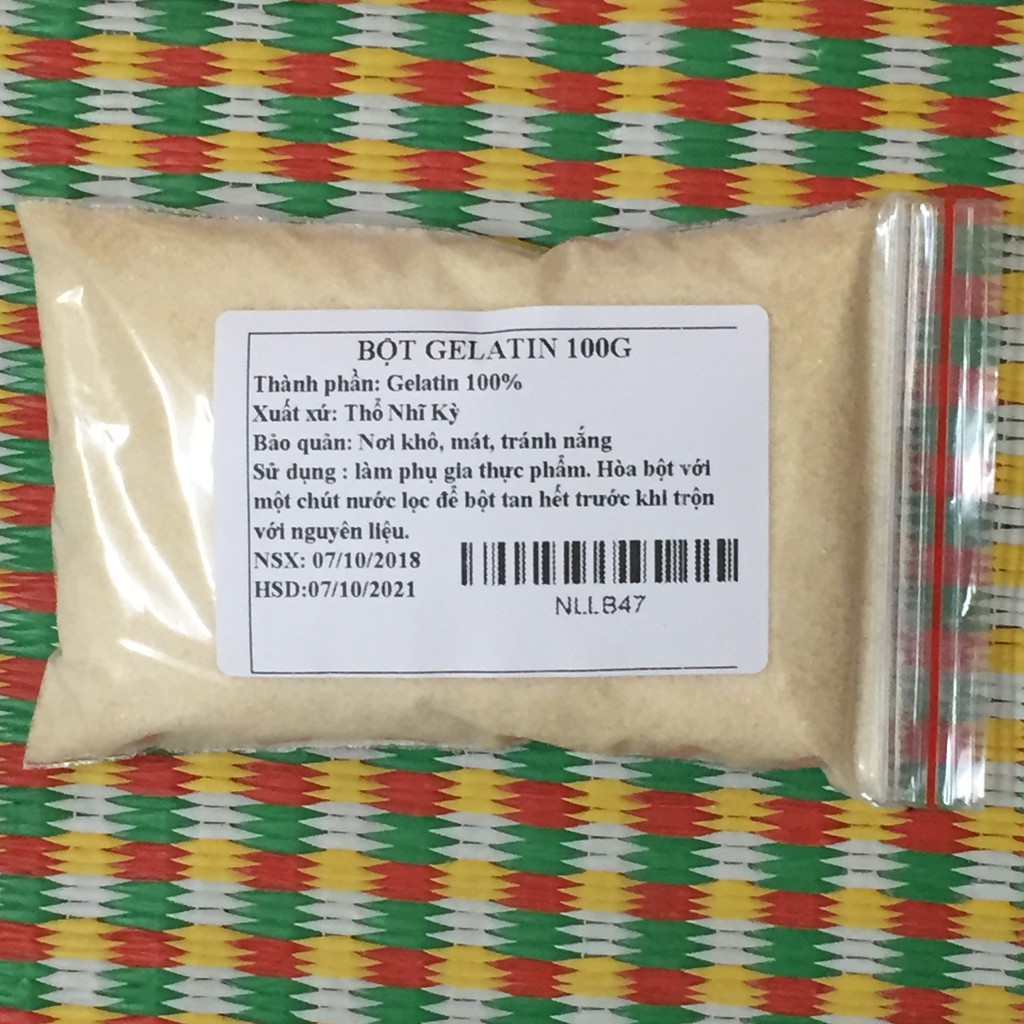 BỘT GELATIN 100G
Thành phần: Gelatin 100%
Xuất xứ: Thổ Nhĩ Kỳ
Bảo quản: Nơi khô, mát, tránh nắng
Sử dụng : làm phụ gia thực phẩm. Hòa bột với
một chút nước lọc để bột tan hết trước khi trộn
với nguyên liệu.
NSX: 07/10/2018
HSD:07/10/2021
NLLB47